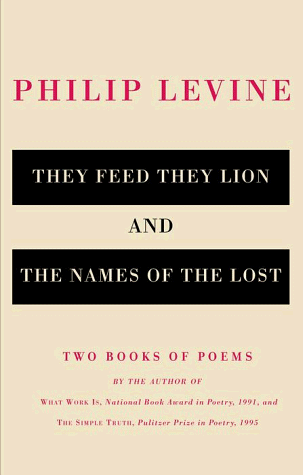 PHILIP LEVINE
THEY FEED THEY LION
AND
THE NAMES OF THE LOST
TWO BOOKS OF POEMS
BY THE AUTHOR OF
WHAT WORK IS, National Book Award in Poetry, 1991, and
THE SIMPLE TRUTH, Pulitzer Prize in Poetry, 1995